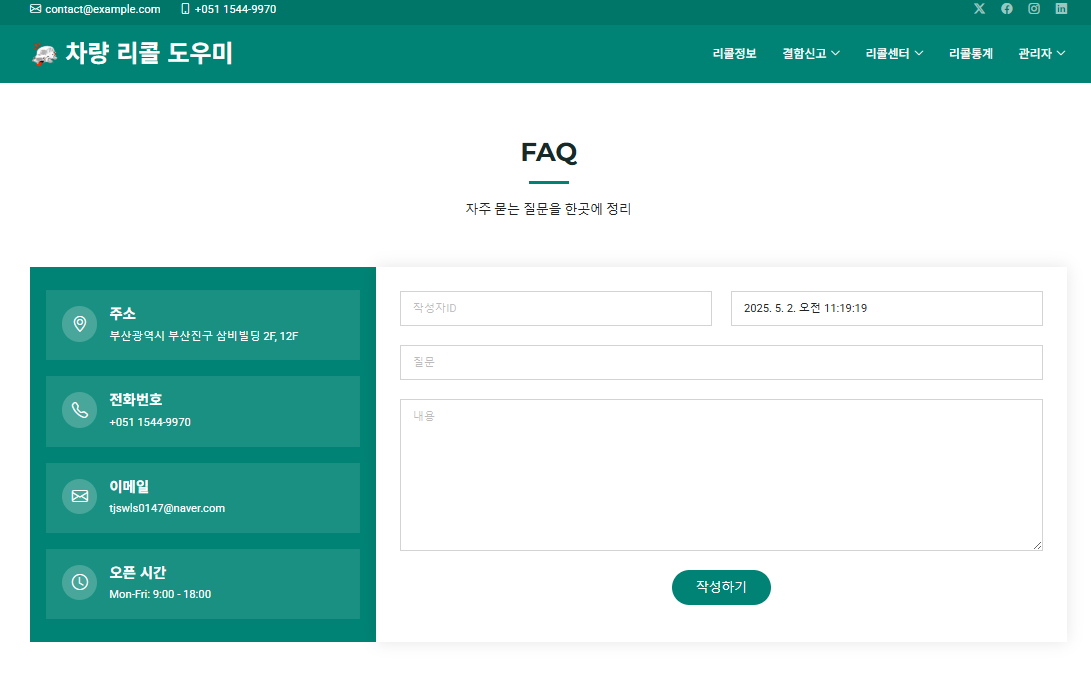 contact@example.com +051 1544-9970
차량 리콜 도우미
리콜정보 결함신고 리콜센터 리콜통계 관리자
FAQ
자주 묻는 질문을 한곳에 정리
주소
부산광역시 부산진구 삼비빌딩 2F, 12F
전화번호
+051 1544-9970
이메일
tjswls0147@naver.com
오픈 시간
Mon-Fri: 9:00 - 18:00
작성자ID
2025. 5. 2. 오전 11:19:19
질문
내용
작성하기